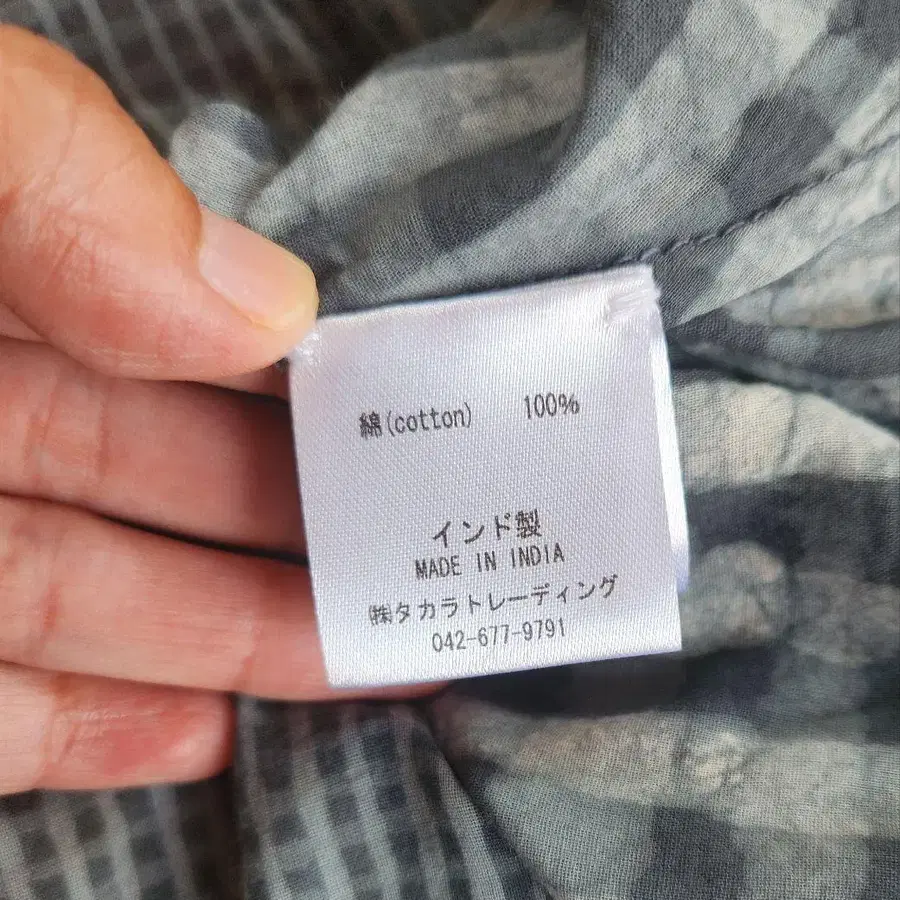 綿(cotton) 100%
インド製
MADE IN INDIA
㈱タカラトレーディング
042-677-9791